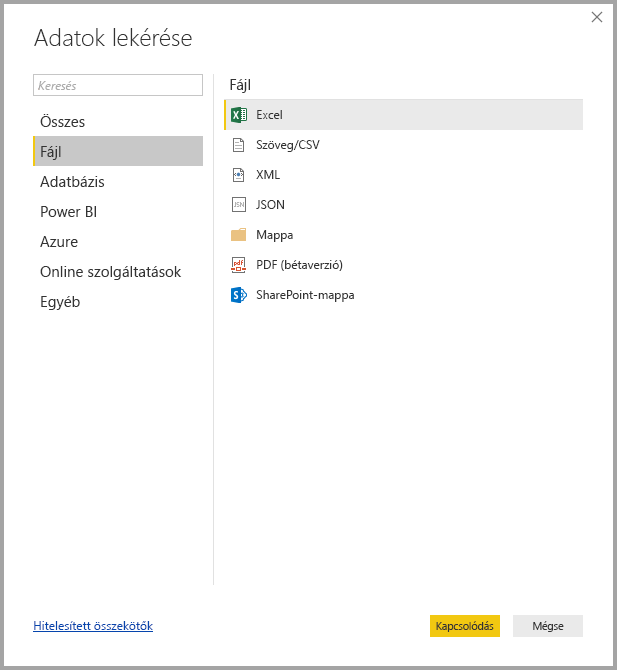 Adatok lekérése
Keresés
Összes
Fájl
Adatbázis
Power BI
Azure
Online szolgáltatások
Egyéb
Fájl
Excel
Szöveg/CSV
XML
JSON
Mappa
PDF (bétaverzió)
SharePoint-mappa
Hitelesített összekötők
Kapcsolódás
Mégse